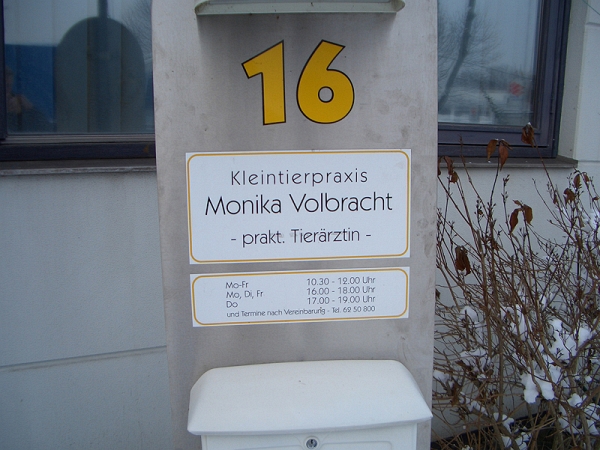 16
Kleintierpraxis
Monika Volbracht
- prakt. Tierärztin -
Mo-Fr 10.30 - 12.00 Uhr
Mo, Di, Fr 16.00 - 18.00 Uhr
Do 17.00 - 19.00 Uhr
und Termine nach Vereinbarung - Tel. 62 50 800